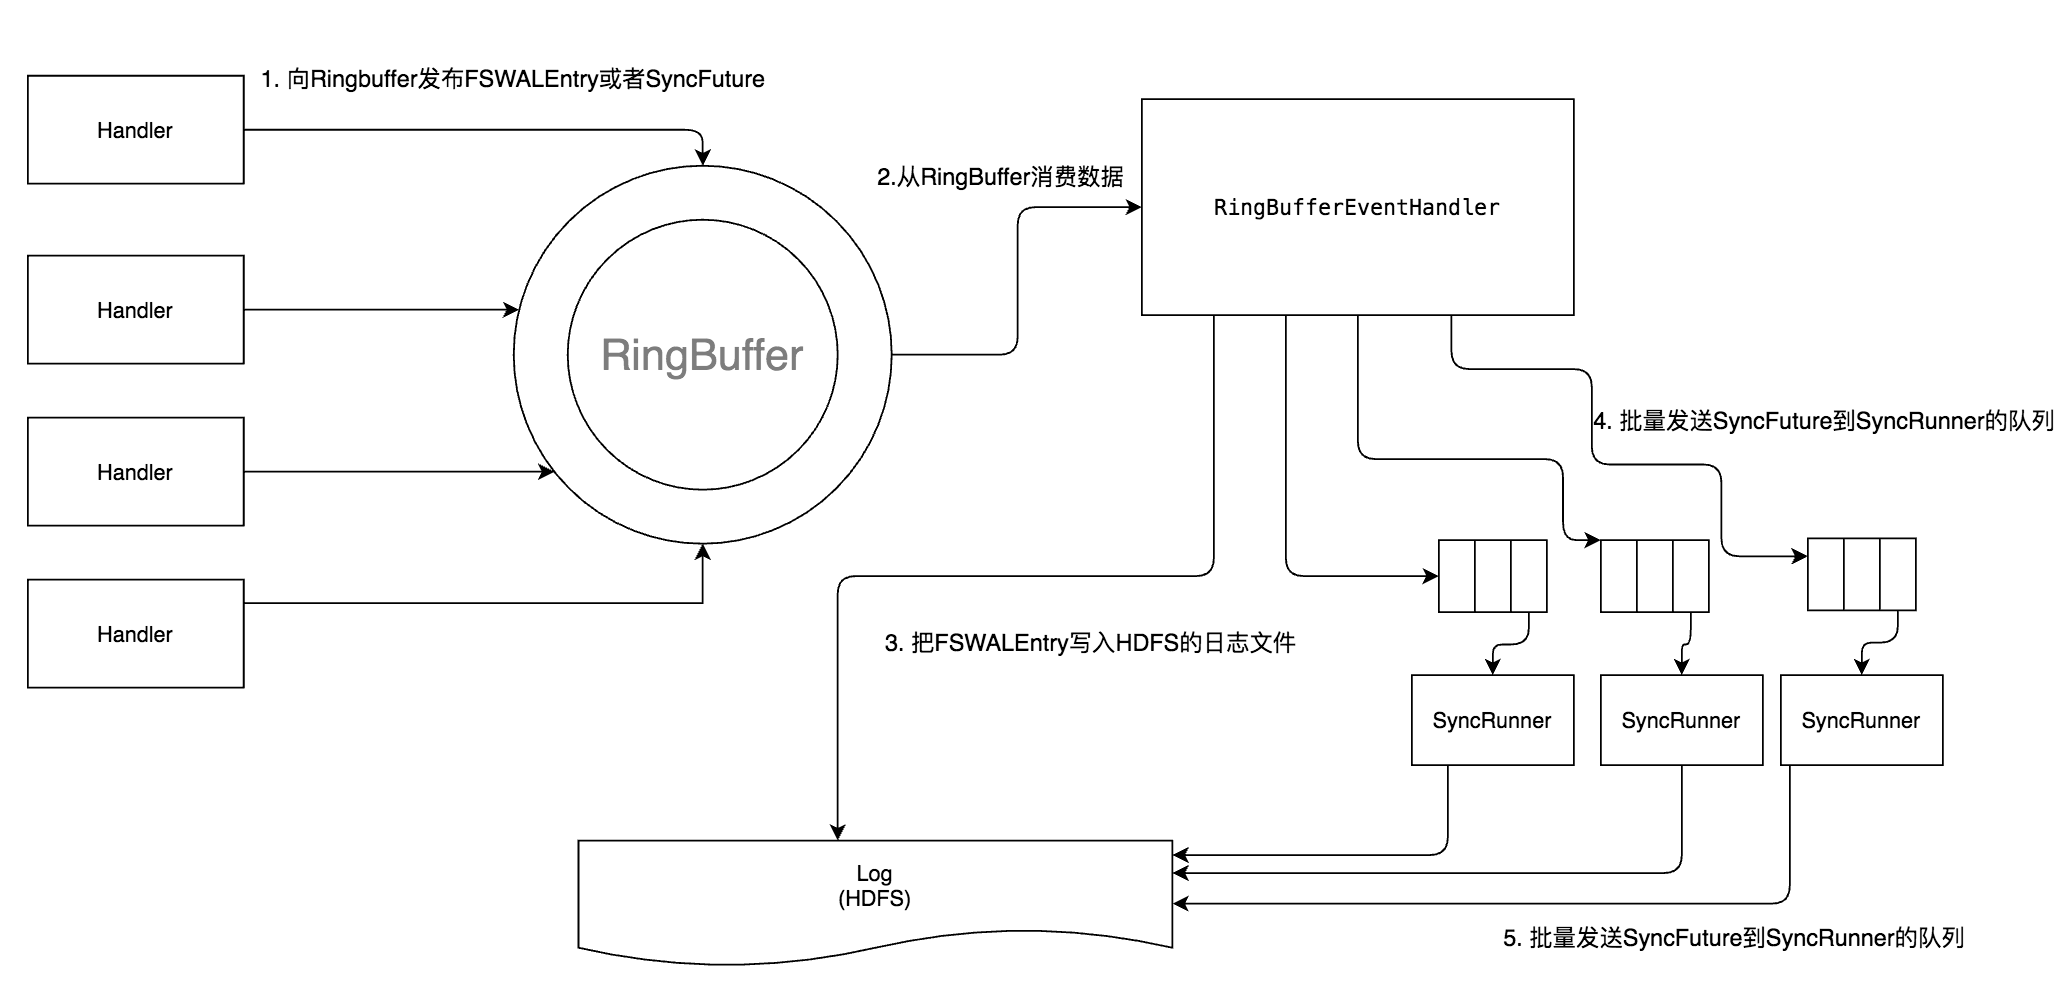 1. 向Ringbuffer发布FSWALEntry或者SyncFuture
Handler
2.从RingBuffer消费数据
RingBufferEventHandler
Handler
RingBuffer
4. 批量发送SyncFuture到SyncRunner的队列
Handler
Handler
3. 把FSWALEntry写入HDFS的日志文件
SyncRunner
SyncRunner
SyncRunner
Log
(HDFS)
5. 批量发送SyncFuture到SyncRunner的队列